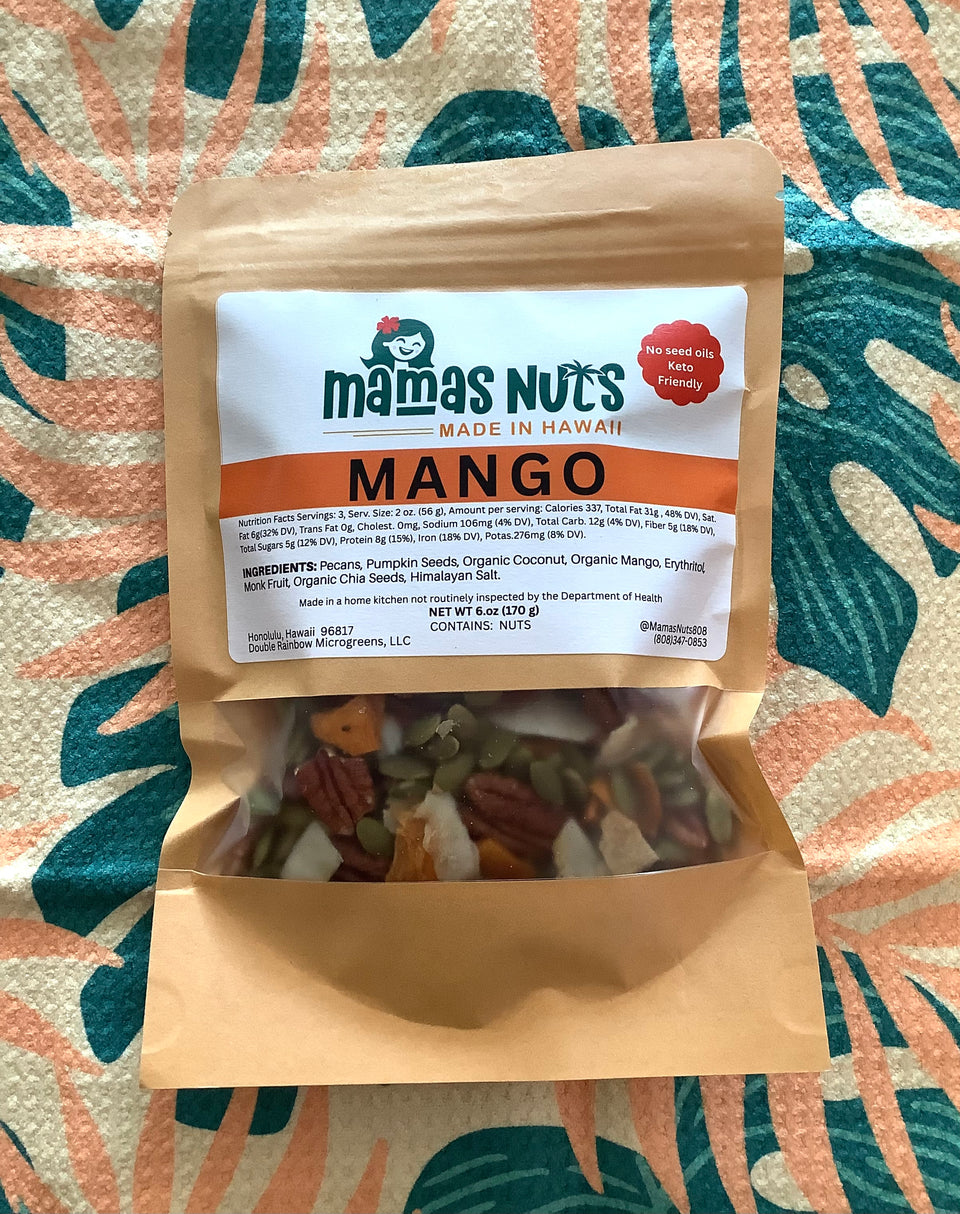 mamas Nuts
MADE IN HAWAII
No seed oils
Keto
Friendly
MANGO
Nutrition Facts Servings: 3, Serv. Size: 2 oz. (56 g), Amount per serving: Calories 337, Total Fat 31g , 48% DV), Sat.
Fat 6g(32% DV), Trans Fat 0g, Cholest. 0mg, Sodium 106mg (4% DV), Total Carb. 12g (4% DV), Fiber 5g (18% DV),
Total Sugars 5g (12% DV), Protein 8g (15%), Iron (18% DV), Potas.276mg (8% DV).
INGREDIENTS: Pecans, Pumpkin Seeds, Organic Coconut, Organic Mango, Erythritol,
Monk Fruit, Organic Chia Seeds, Himalayan Salt.
Made in a home kitchen not routinely inspected by the Department of Health
NET WT 6.oz (170 g)
CONTAINS: NUTS
Honolulu, Hawaii 96817
Double Rainbow Microgreens, LLC
@MamasNuts808
(808)347-0853